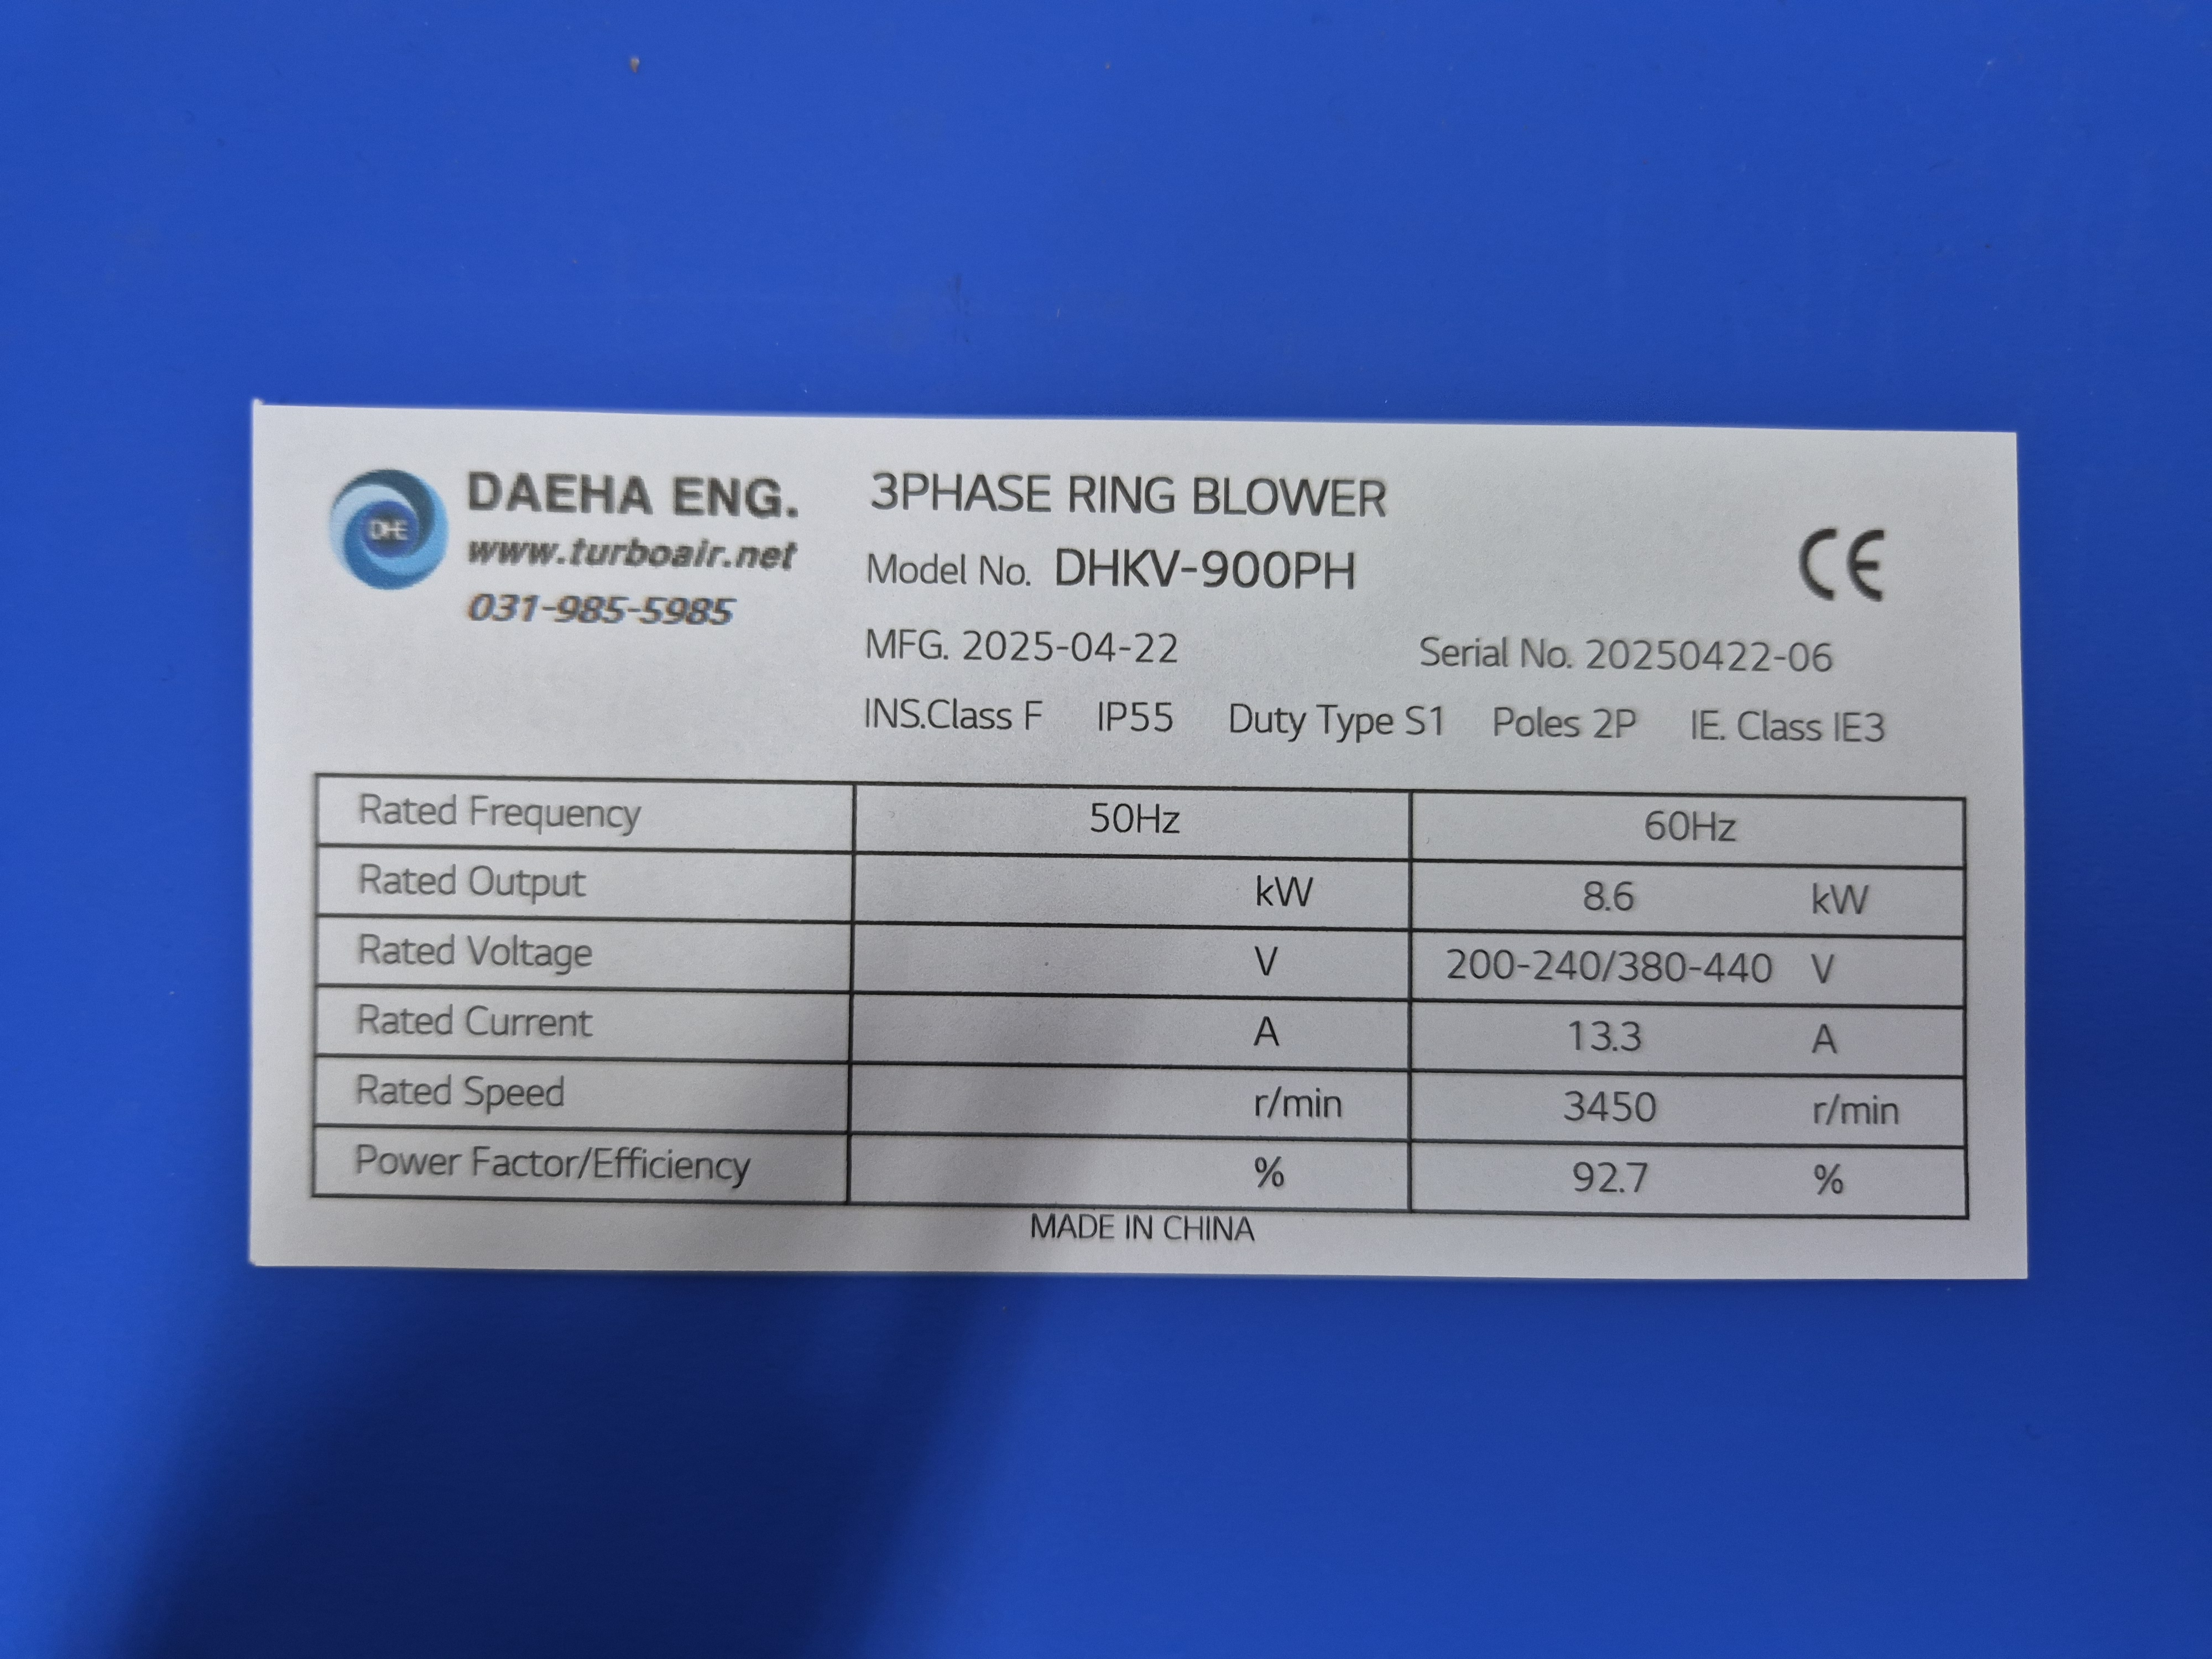 DHE
DAEHA ENG.
www.turboair.net
031-985-5985
3PHASE RING BLOWER
Model No. DHKV-900PH
CE
MFG. 2025-04-22 Serial No. 20250422-06
INS.Class F IP55 Duty Type S1 Poles 2P IE. Class IE3
Rated Frequency 50Hz 60Hz
Rated Output kW 8.6 kW
Rated Voltage V 200-240/380-440 V
Rated Current A 13.3 A
Rated Speed r/min 3450 r/min
Power Factor/Efficiency % 92.7 %
MADE IN CHINA